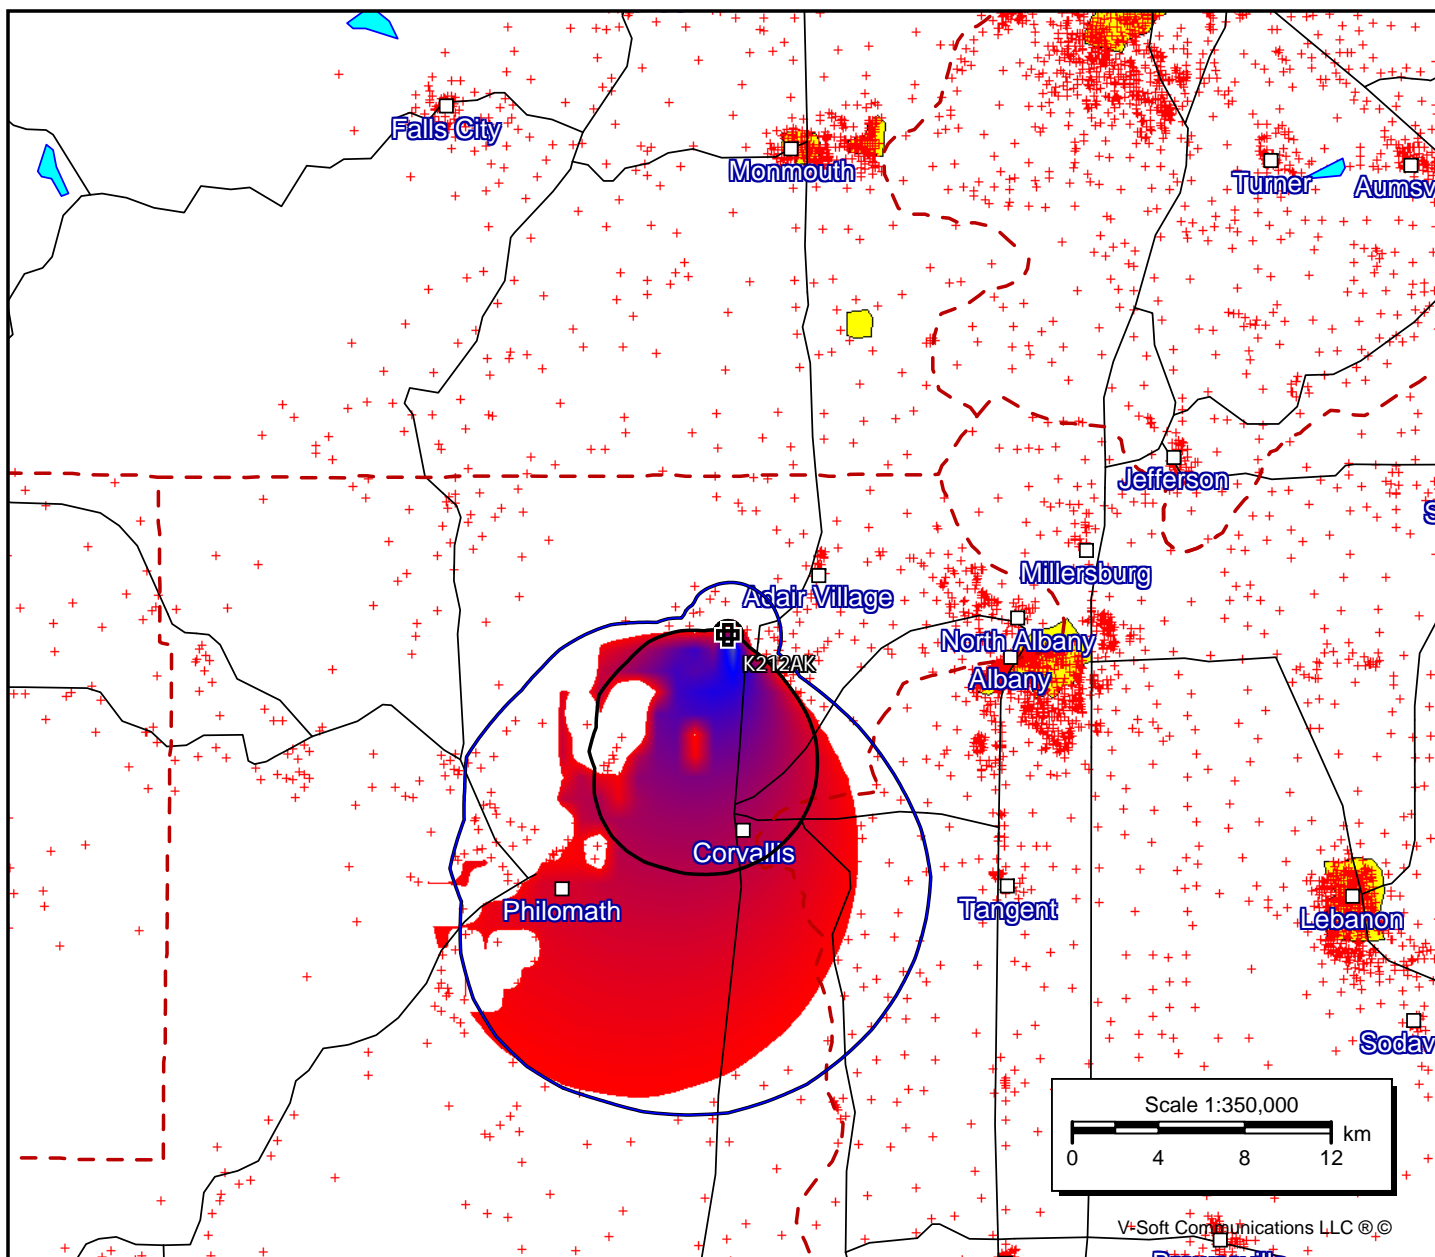 Falls City
Monmouth
Turner
Aumsv
Jefferson
S
Millersburg
Adair Village
North Albany
K212AK
Albany
Corvallis
Philomath
Tangent
Lebanon
Sodav
Scale 1:350,000
km
0 4 8 12
V-Soft Communications LLC ® ©